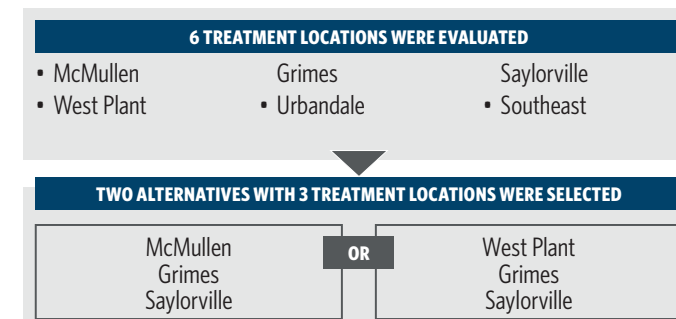 6 TREATMENT LOCATIONS WERE EVALUATED
• McMullen Grimes Saylorville
• West Plant • Urbandale • Southeast
TWO ALTERNATIVES WITH 3 TREATMENT LOCATIONS WERE SELECTED
McMullen
Grimes
Saylorville
OR
West Plant
Grimes
Saylorville